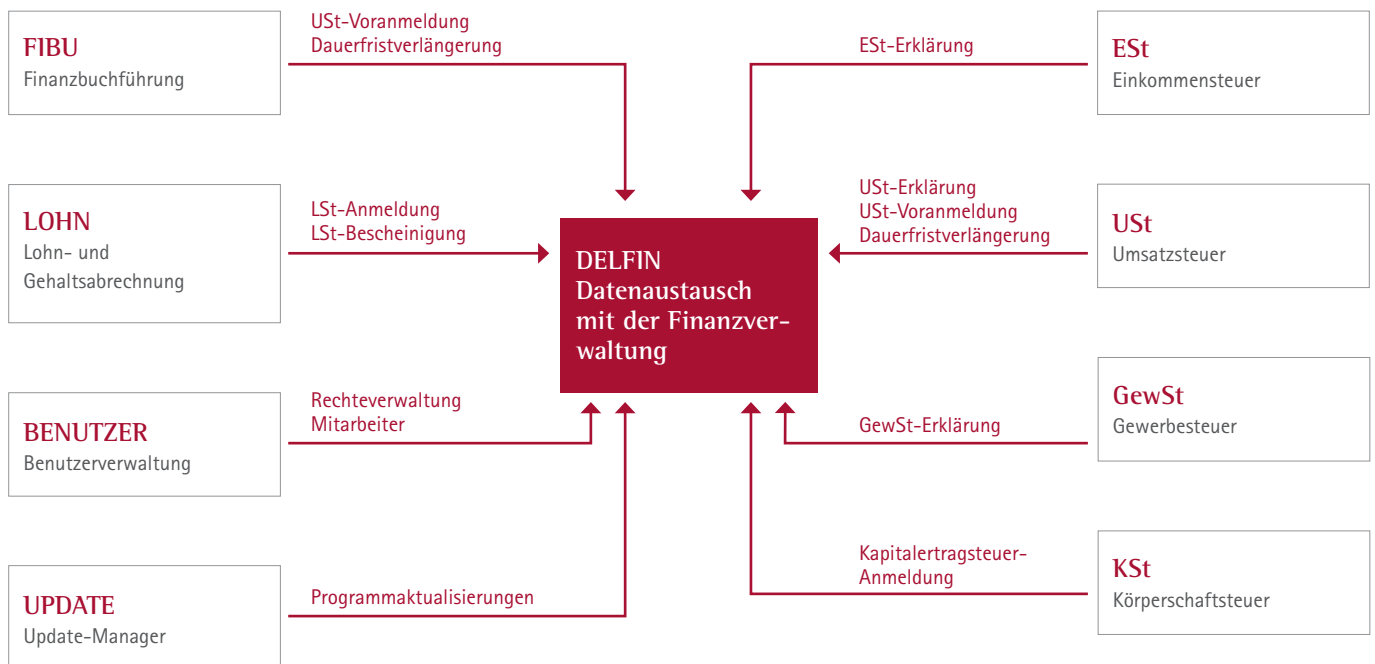 FIBU
Finanzbuchführung
USt-Voranmeldung
Dauerfristverlängerung
ESt-Erklärung
ESt
Einkommensteuer
LOHN
Lohn- und
Gehaltsabrechnung
LSt-Anmeldung
LSt-Bescheinigung
DELFIN
Datenaustausch
mit der Finanzver-
waltung
USt-Erklärung
USt-Voranmeldung
Dauerfristverlängerung
USt
Umsatzsteuer
BENUTZER
Benutzerverwaltung
Rechteverwaltung
Mitarbeiter
GewSt-Erklärung
GewSt
Gewerbesteuer
UPDATE
Update-Manager
Programmaktualisierungen
Kapitalertragsteuer-
Anmeldung
KSt
Körperschaftsteuer